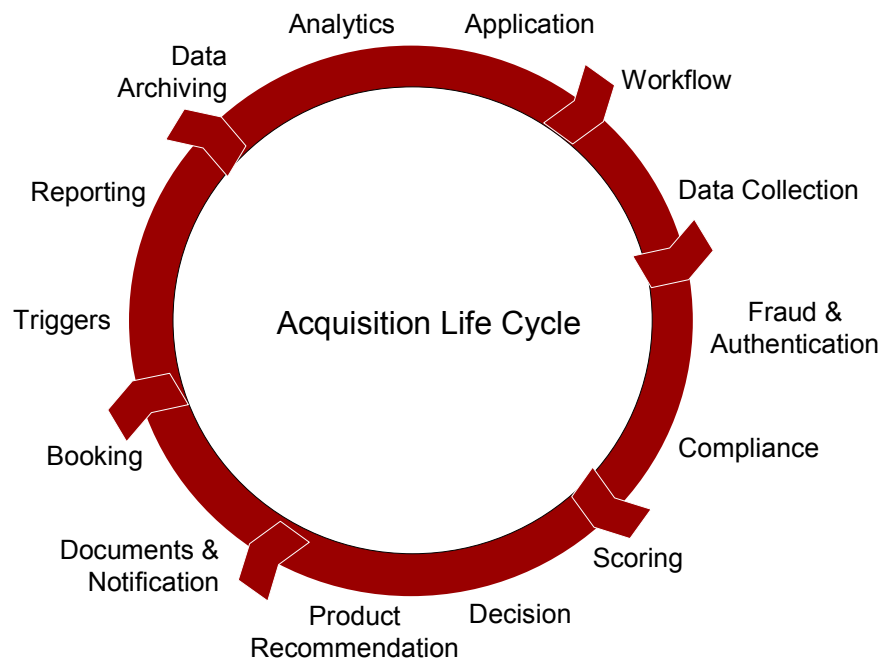 Analytics
Application
Data
Archiving
Workflow
Reporting
Data Collection
Triggers
Acquisition Life Cycle
Fraud &
Authentication
Booking
Compliance
Documents &
Notification
Scoring
Product
Recommendation
Decision